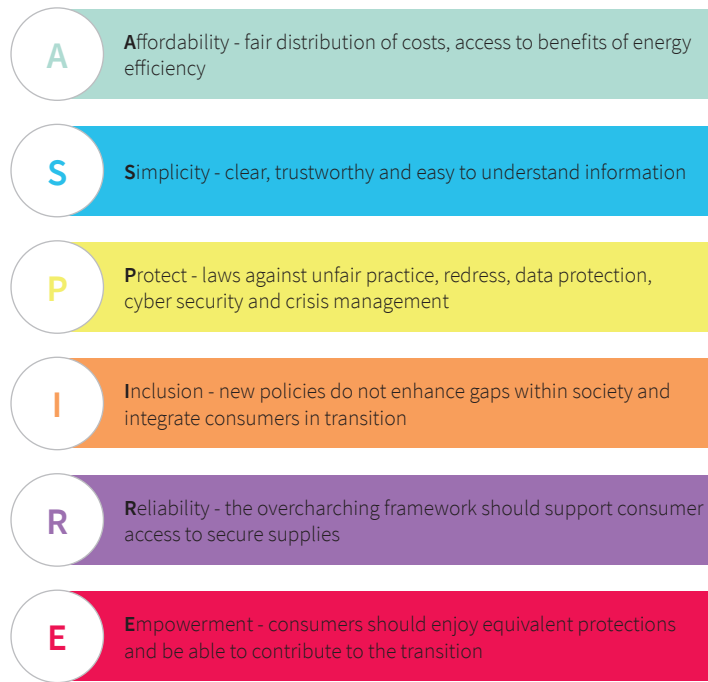 A
Affordability - fair distribution of costs, access to benefits of energy
efficiency
S
Simplicity - clear, trustworthy and easy to understand information
P
Protect - laws against unfair practice, redress, data protection,
cyber security and crisis management
I
Inclusion - new policies do not enhance gaps within society and
integrate consumers in transition
R
Reliability - the overcharching framework should support consumer
access to secure supplies
E
Empowerment - consumers should enjoy equivalent protections
and be able to contribute to the transition